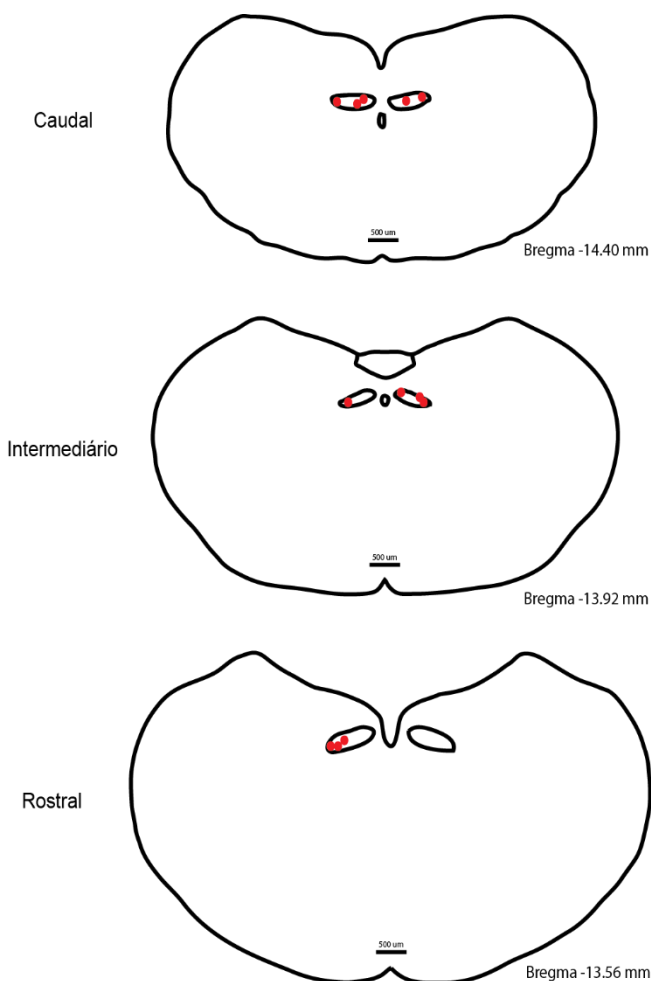 Caudal
500 um
Bregma -14.40 mm
Intermediário
500 um
Bregma -13.92 mm
Rostral
500 um
Bregma -13.56 mm